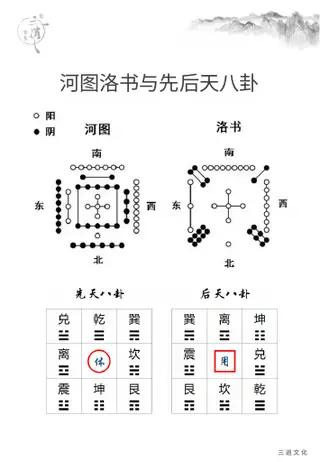 三道
河图洛书与先后天八卦
阳
阴
河图
洛书
南
南
东
西
东
西
北
北
先天八卦
后天八卦
兑 乾 巽
离 体 坎
震 坤 艮
巽 离 坤
震 用 兑
艮 坎 乾
三道文化